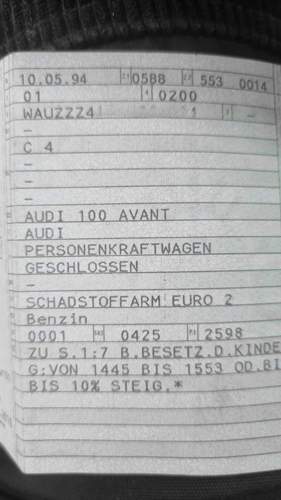 10.05.94 0588 553 0014
01 0200
WAUZZZ4 1 -
-
C 4
-
-
-
AUDI 100 AVANT
AUDI
PERSONENKRAFTWAGEN
GESCHLOSSEN
-
SCHADSTOFFARM EURO 2
Benzin
0001 0425 2598
ZU S.1:7 B.BESETZ.D.KINDE
G:VON 1445 BIS 1553 OD.BI
BIS 10% STEIG.*